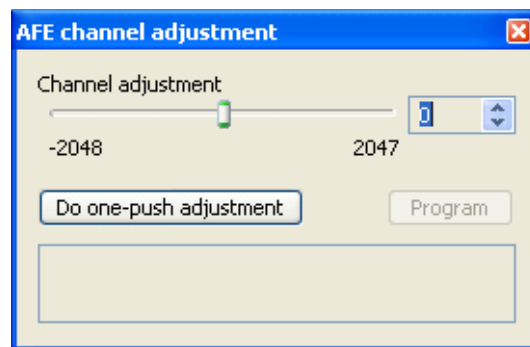 AFE channel adjustment
Channel adjustment
0
-2048 2047
Do one-push adjustment Program